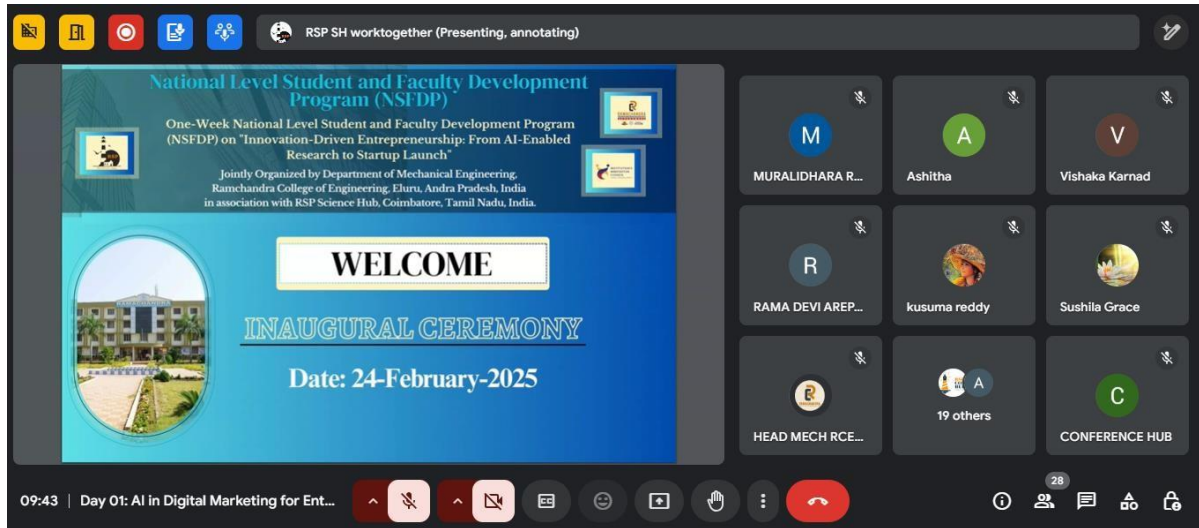 RSP SH worktogether (Presenting, annotating)
National Level Student and Faculty Development
Program (NSFDP)
One-Week National Level Student and Faculty Development Program
(NSFDP) on "Innovation-Driven Entrepreneurship: From AI-Enabled
Research to Startup Launch"
Jointly Organized by Department of Mechanical Engineering,
Ramchandra College of Engineering, Eluru, Andra Pradesh, India
in association with RSP Science Hub, Coimbatore, Tamil Nadu, India.
WELCOME
INAUGURAL CEREMONY
Date: 24-February-2025
M
MURALIDHARA R...
A
Ashitha
V
Vishaka Karnad
R
RAMA DEVI AREP...
kusuma reddy
Sushila Grace
HEAD MECH RCE...
A
19 others
C
CONFERENCE HUB
09:43 | Day 01: AI in Digital Marketing for Ent...
CC
28